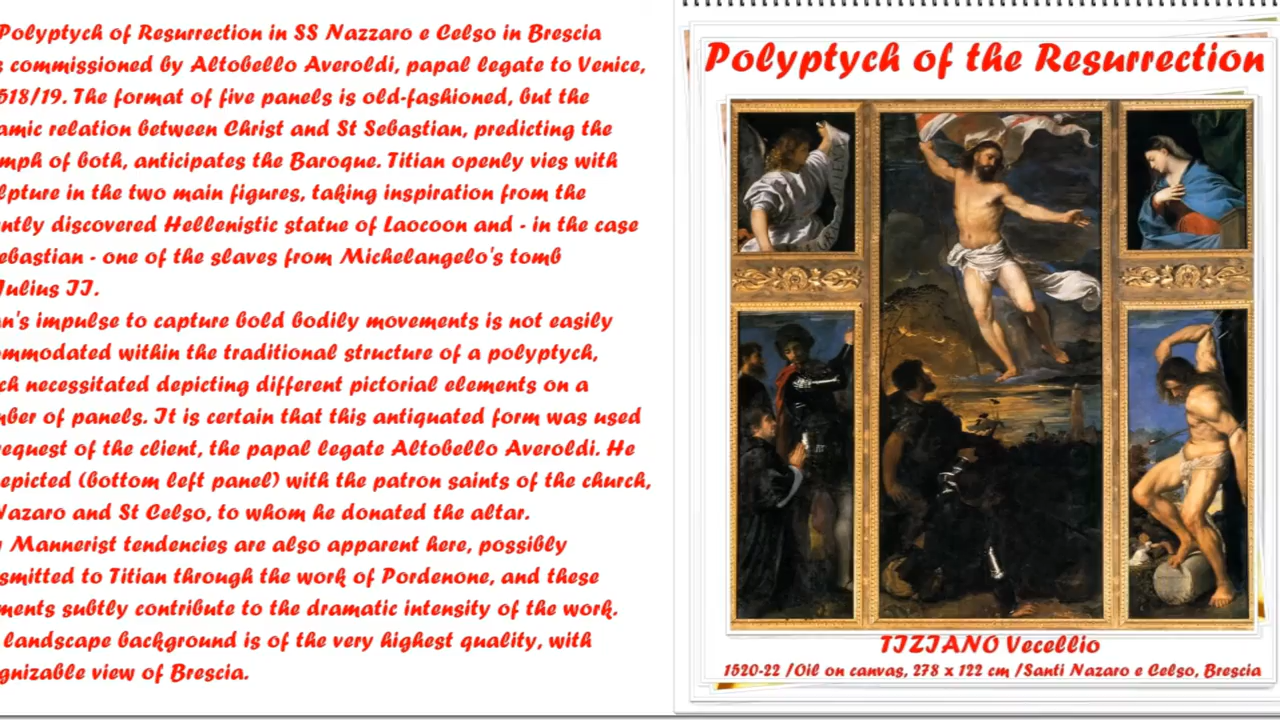 Polyptych of Resurrection in SS Nazzaro e Celso in Brescia
s commissioned by Altobello Averoldi, papal legate to Venice,
518/19. The format of five panels is old-fashioned, but the
amic relation between Christ and St Sebastian, predicting the
mph of both, anticipates the Baroque. Titian openly vies with
lpture in the two main figures, taking inspiration from the
ntly discovered Hellenistic statue of Laocoon and - in the case
ebastian - one of the slaves from Michelangelo's tomb
Julius II.
n's impulse to capture bold bodily movements is not easily
mmodated within the traditional structure of a polyptych,
ch necessitated depicting different pictorial elements on a
ber of panels. It is certain that this antiquated form was used
equest of the client, the papal legate Altobello Averoldi. He
epicted (bottom left panel) with the patron saints of the church,
Nazaro and St Celso, to whom he donated the altar.
Mannerist tendencies are also apparent here, possibly
smitted to Titian through the work of Pordenone, and these
ments subtly contribute to the dramatic intensity of the work.
landscape background is of the very highest quality, with
gnizable view of Brescia.
Polyptych of the Resurrection
TIZIANO Vecellio
1520-22 /Oil on canvas, 278 x 122 cm /Santi Nazaro e Celso, Brescia